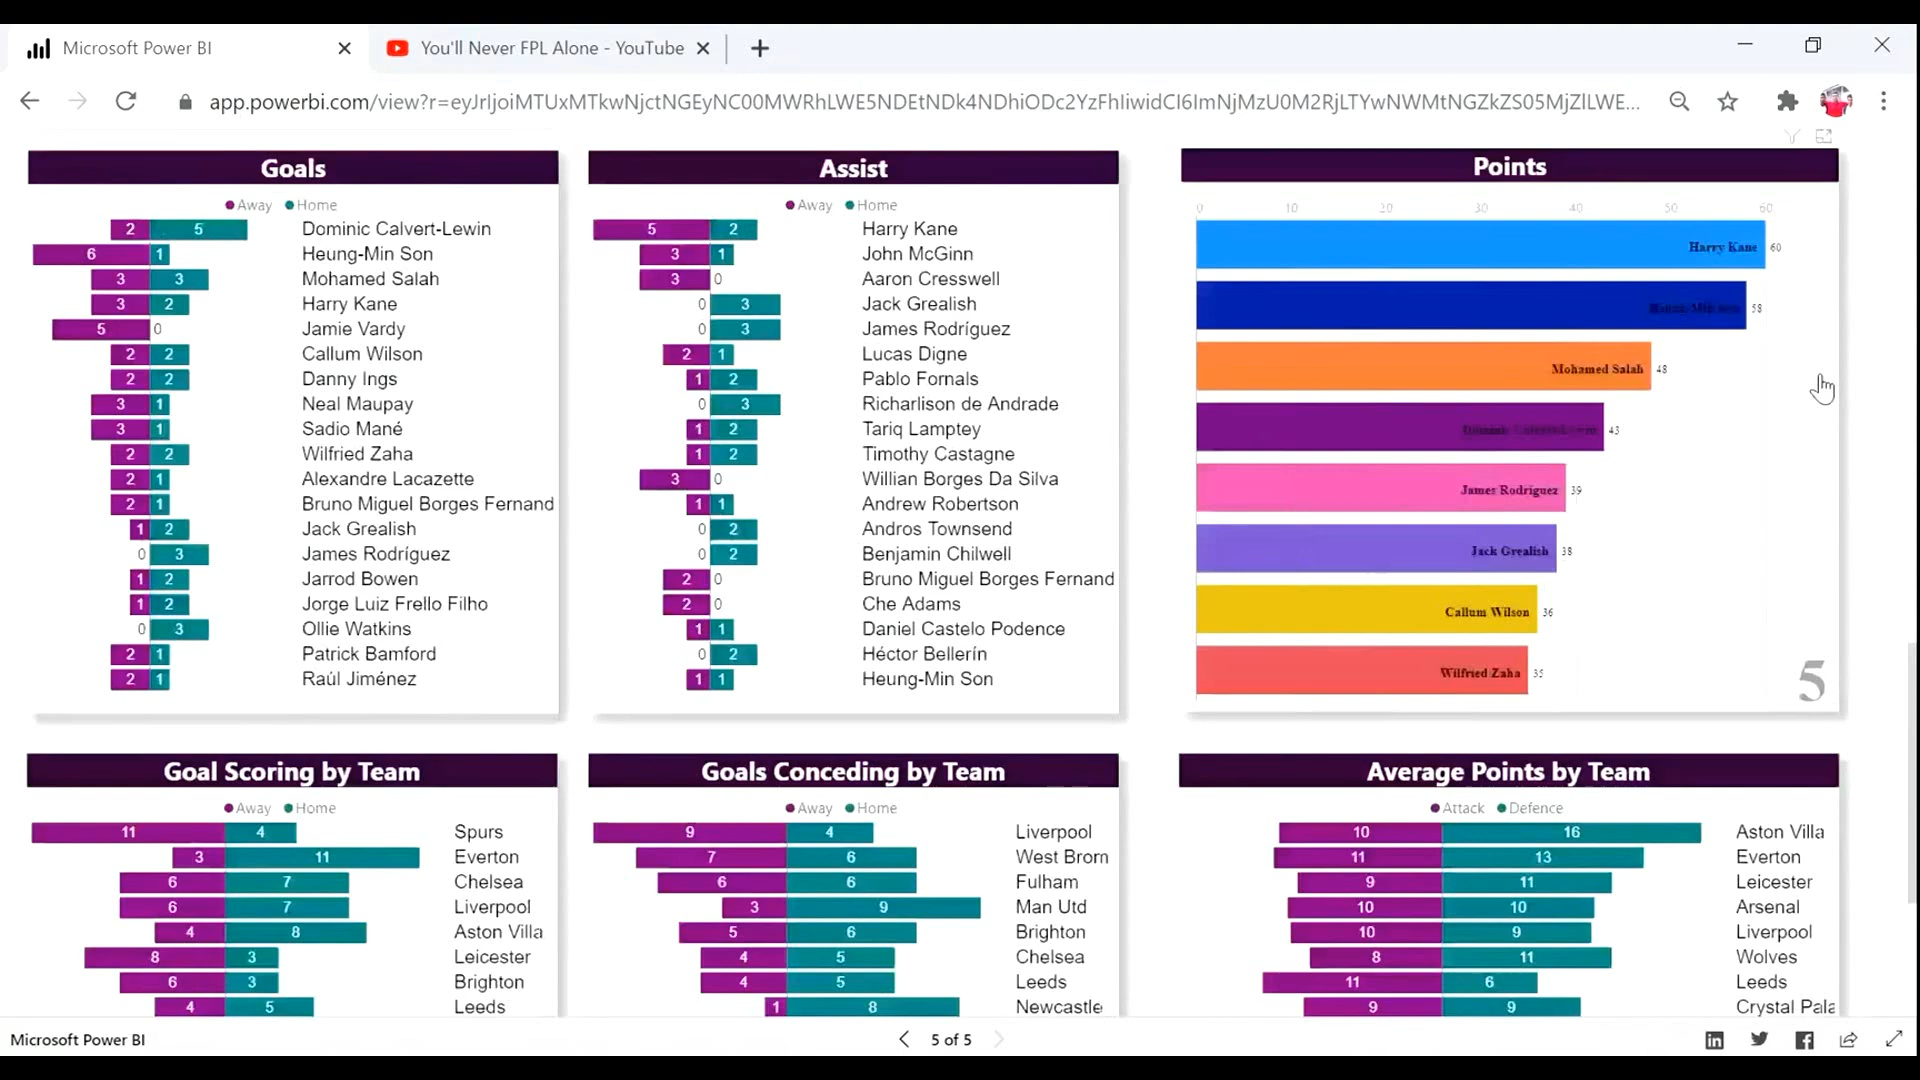 Microsoft Power BI
You'll Never FPL Alone - YouTube
app.powerbi.com/view?r=eyJrIjoiMTUxMTkwNjctNGEyNC00MWRhLWE5NDEtNDk4NDhiODc2YzFhIiwidCI6ImNjMzU0M2RjLTYwNWMtNGZkZS05MjZlLWE...
Goals
Away Home
2 5 Dominic Calvert-Lewin
6 1 Heung-Min Son
3 3 Mohamed Salah
3 2 Harry Kane
5 0 Jamie Vardy
2 2 Callum Wilson
2 2 Danny Ings
3 1 Neal Maupay
3 1 Sadio Mané
2 2 Wilfried Zaha
2 1 Alexandre Lacazette
2 1 Bruno Miguel Borges Fernand
1 2 Jack Grealish
0 3 James Rodríguez
1 2 Jarrod Bowen
1 2 Jorge Luiz Frello Filho
0 3 Ollie Watkins
2 1 Patrick Bamford
2 1 Raúl Jiménez
Assist
Away Home
5 2 Harry Kane
3 1 John McGinn
3 0 Aaron Cresswell
0 3 Jack Grealish
0 3 James Rodríguez
2 1 Lucas Digne
1 2 Pablo Fornals
0 3 Richarlison de Andrade
1 2 Tariq Lamptey
1 2 Timothy Castagne
3 0 Willian Borges Da Silva
1 1 Andrew Robertson
0 2 Andros Townsend
0 2 Benjamin Chilwell
2 0 Bruno Miguel Borges Fernand
2 0 Che Adams
1 1 Daniel Castelo Podence
0 2 Héctor Bellerín
1 1 Heung-Min Son
Points
0 10 20 30 40 50 60
Harry Kane 60
58
Mohamed Salah 48
43
James Rodríguez 39
Jack Grealish 38
Callum Wilson 36
Wilfried Zaha 35
5
Goal Scoring by Team
Away Home
11 4 Spurs
3 11 Everton
6 7 Chelsea
6 7 Liverpool
4 8 Aston Villa
8 3 Leicester
6 3 Brighton
4 5 Leeds
Goals Conceding by Team
Away Home
9 4 Liverpool
7 6 West Brom
6 6 Fulham
3 9 Man Utd
5 6 Brighton
4 5 Chelsea
4 5 Leeds
1 8 Newcastle
Average Points by Team
Attack Defence
10 16 Aston Villa
11 13 Everton
9 11 Leicester
10 10 Arsenal
10 9 Liverpool
8 11 Wolves
11 6 Leeds
9 9 Crystal Pala
Microsoft Power BI
5 of 5